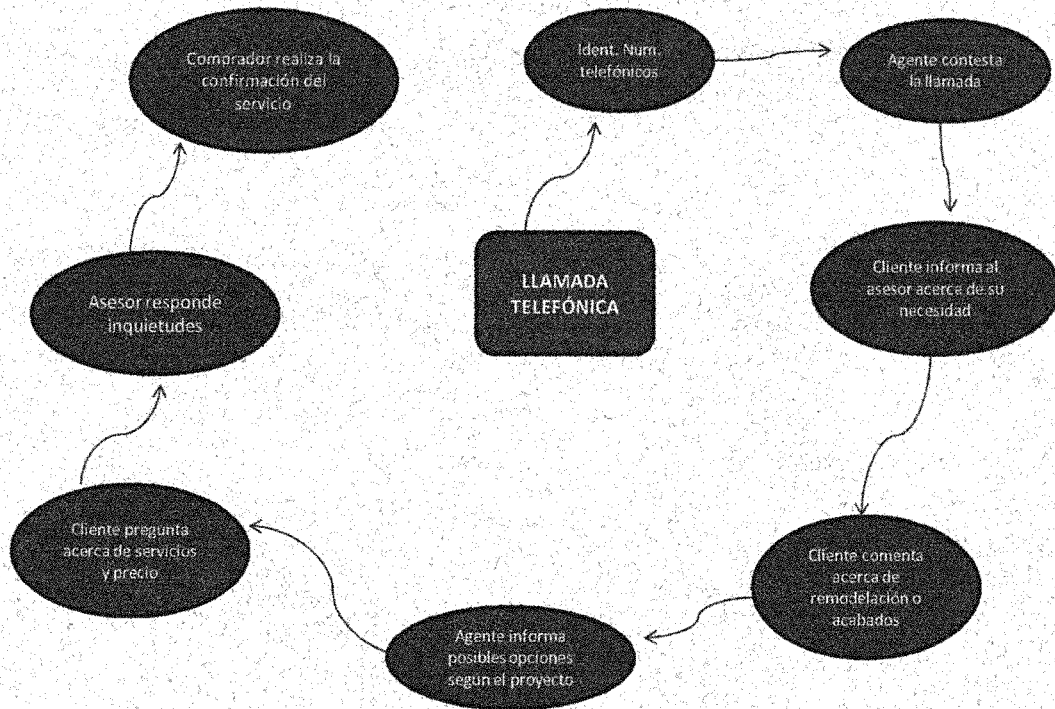 LLAMADA
TELEFÓNICA
Ident. Num.
telefónicos
Agente contesta
la llamada
Cliente informa al
asesor acerca de su
necesidad
Cliente comenta
acerca de
remodelación o
acabados
Agente informa
posibles opciones
según el proyecto
Cliente pregunta
acerca de servicios
y precio
Asesor responde
inquietudes
Comprador realiza la
confirmación del
servicio